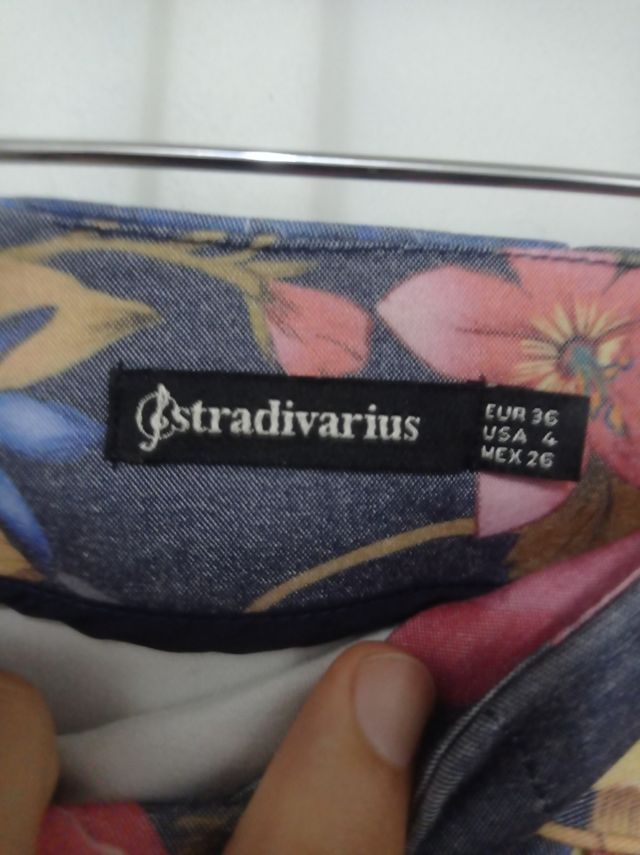 stradivarius
EUR 36
USA 4
MEX 26